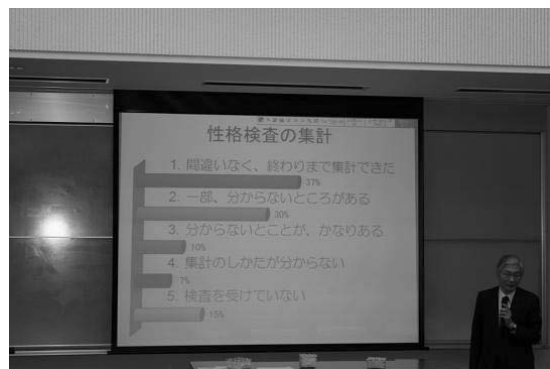 性格検査の集計
1. 間違いなく、終わりまで集計できた
37%
2. 一部、分からないところがある
30%
3. 分からないとことが、かなりある
10%
4. 集計のしかたが分からない
7%
5. 検査を受けていない
15%